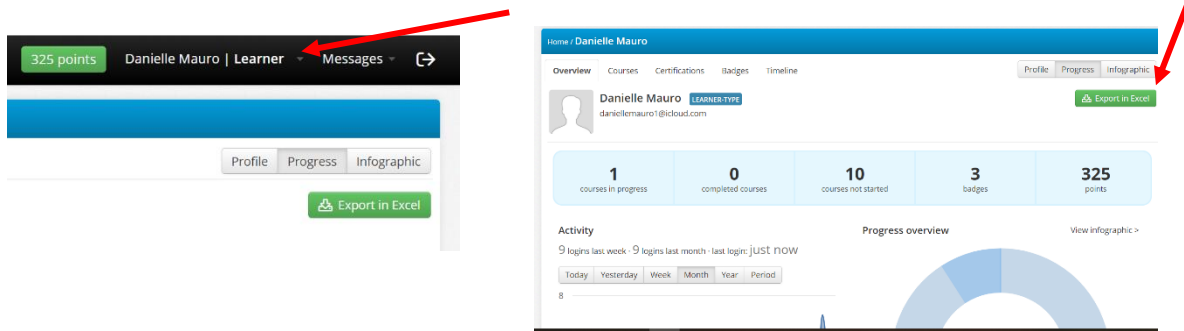 325 points Danielle Mauro | Learner Messages
Profile Progress Infographic
Export in Excel
Home / Danielle Mauro
Overview Courses Certifications Badges Timeline Profile Progress Infographic
Danielle Mauro LEARNER-TYPE Export in Excel
daniellemauro1@icloud.com
1 0 10 3 325
courses in progress completed courses courses not started badges points
Activity Progress overview View infographic >
9 logins last week · 9 logins last month · last login: just now
Today Yesterday Week Month Year Period
8